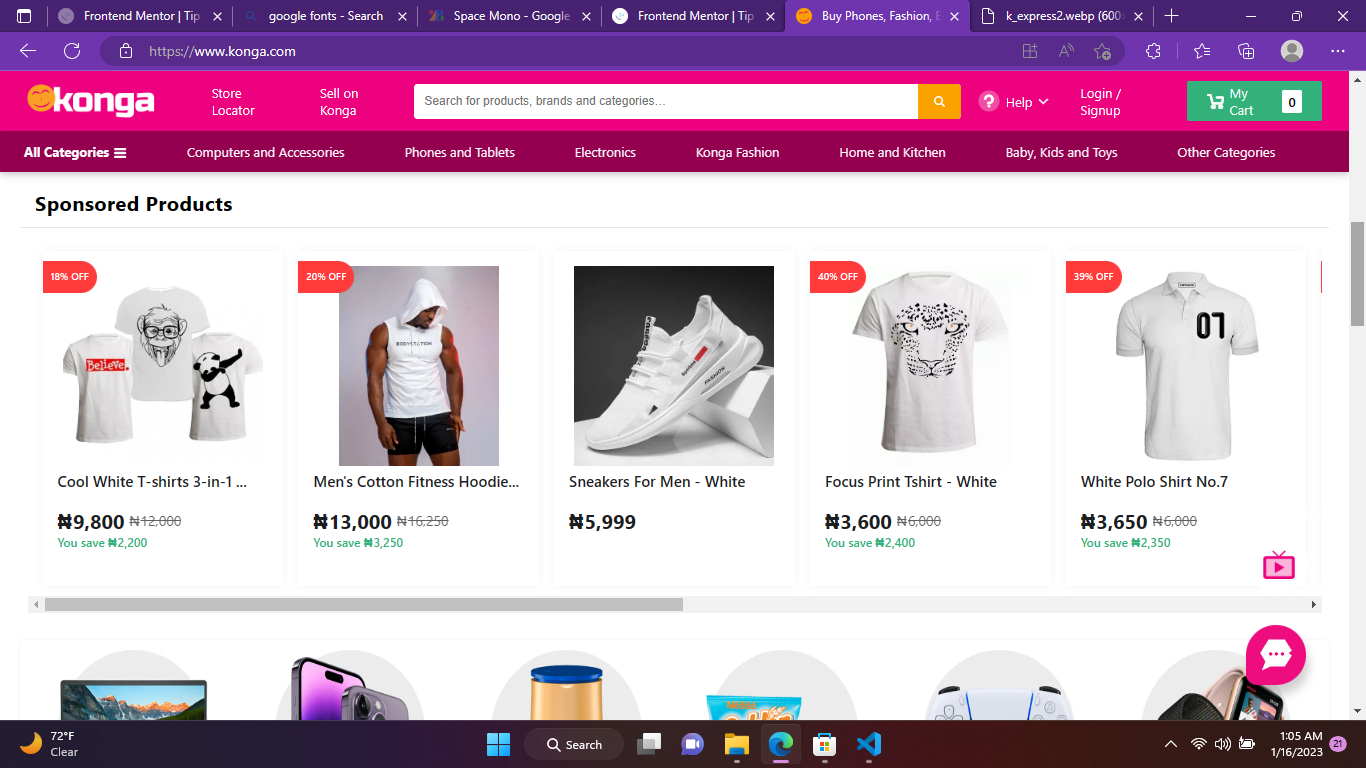 Frontend Mentor | Tip
google fonts - Search
Space Mono - Google
Frontend Mentor | Tip
Buy Phones, Fashion, E
k_express2.webp (600
https://www.konga.com
konga
Store
Locator
Sell on
Konga
Search for products, brands and categories...
? Help
Login /
Signup
My
Cart
0
All Categories
Computers and Accessories
Phones and Tablets
Electronics
Konga Fashion
Home and Kitchen
Baby, Kids and Toys
Other Categories
Sponsored Products
18% OFF
20% OFF
40% OFF
39% OFF
Believe.
BODYSTATION
FASHION
07
Cool White T-shirts 3-in-1 ...
Men's Cotton Fitness Hoodie...
Sneakers For Men - White
Focus Print Tshirt - White
White Polo Shirt No.7
₦9,800 ₦12,000
You save ₦2,200
₦13,000 ₦16,250
You save ₦3,250
₦5,999
₦3,600 ₦6,000
You save ₦2,400
₦3,650 ₦6,000
You save ₦2,350
72°F
Clear
Search
1:05 AM
1/16/2023
21